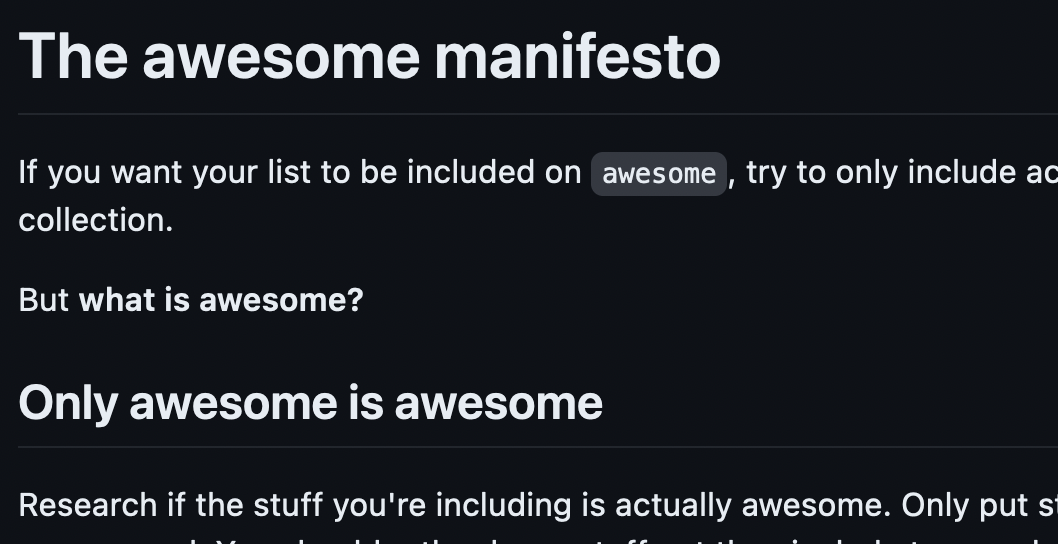 The awesome manifesto
If you want your list to be included on awesome, try to only include
collection.
But what is awesome?
Only awesome is awesome
Research if the stuff you're including is actually awesome. Only put